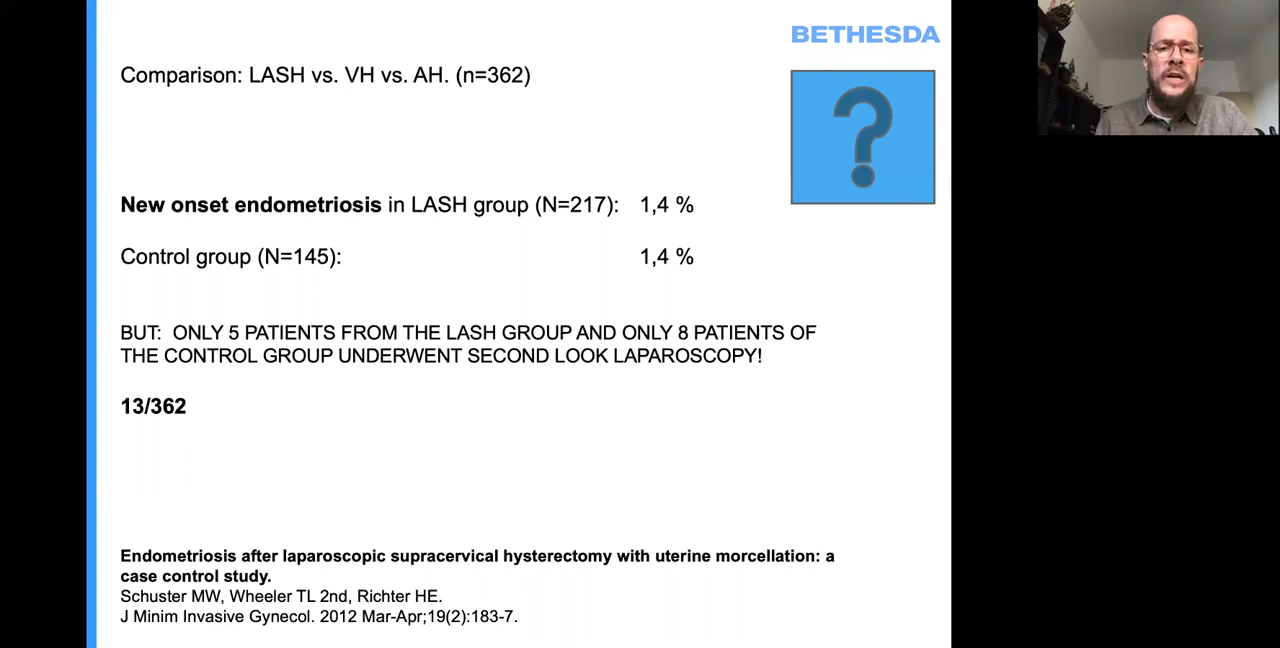 BETHESDA
Comparison: LASH vs. VH vs. AH. (n=362)
New onset endometriosis in LASH group (N=217): 1,4 %
Control group (N=145): 1,4 %
BUT: ONLY 5 PATIENTS FROM THE LASH GROUP AND ONLY 8 PATIENTS OF
THE CONTROL GROUP UNDERWENT SECOND LOOK LAPAROSCOPY!
13/362
Endometriosis after laparoscopic supracervical hysterectomy with uterine morcellation: a
case control study.
Schuster MW, Wheeler TL 2nd, Richter HE.
J Minim Invasive Gynecol. 2012 Mar-Apr;19(2):183-7.